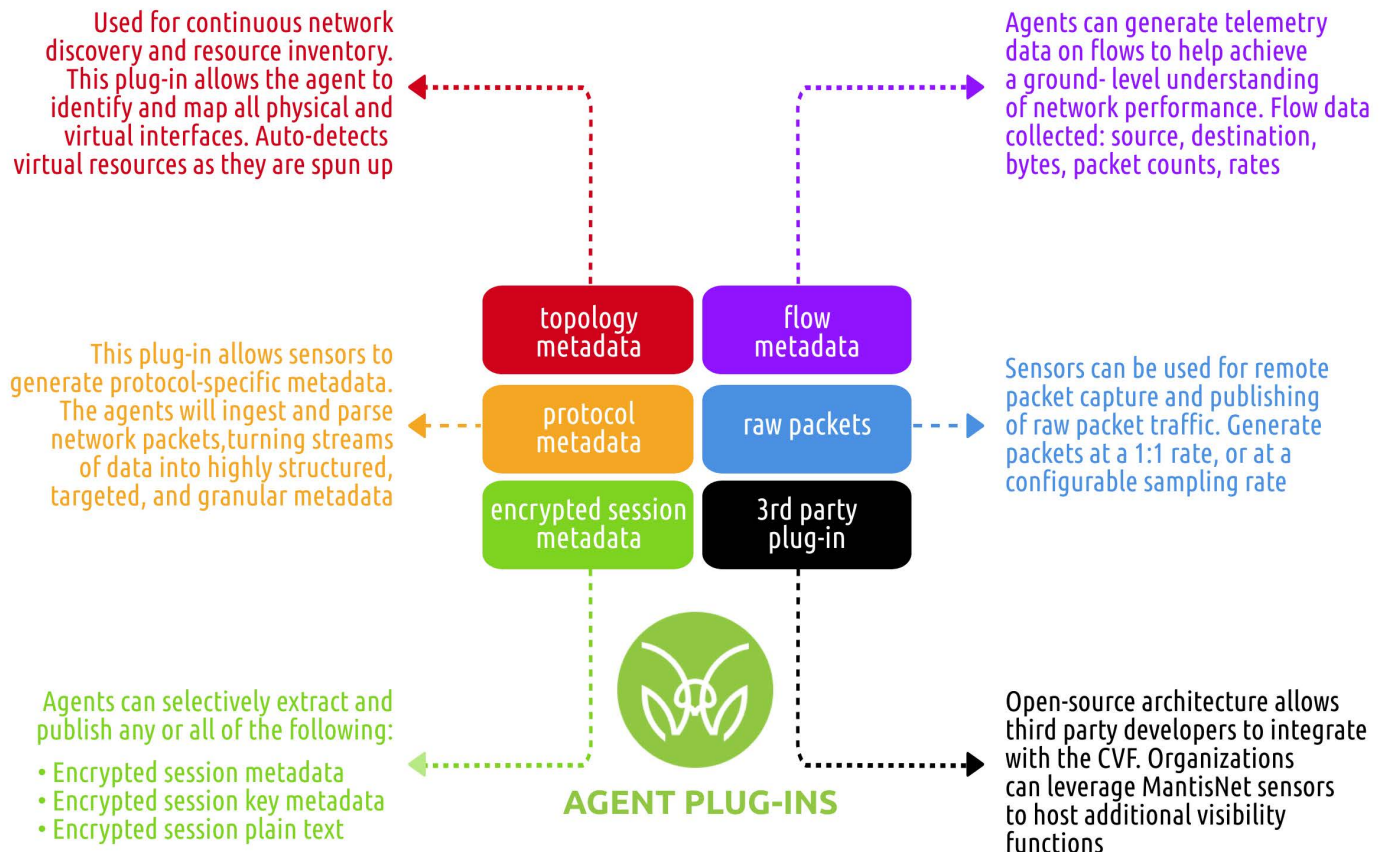 Used for continuous network
discovery and resource inventory.
This plug-in allows the agent to
identify and map all physical and
virtual interfaces. Auto-detects
virtual resources as they are spun up
Agents can generate telemetry
data on flows to help achieve
a ground- level understanding
of network performance. Flow data
collected: source, destination,
bytes, packet counts, rates
topology
metadata
flow
metadata
This plug-in allows sensors to
generate protocol-specific metadata.
The agents will ingest and parse
network packets,turning streams
of data into highly structured,
targeted, and granular metadata
protocol
metadata
raw packets
Sensors can be used for remote
packet capture and publishing
of raw packet traffic. Generate
packets at a 1:1 rate, or at a
configurable sampling rate
encrypted session
metadata
3rd party
plug-in
Agents can selectively extract and
publish any or all of the following:
• Encrypted session metadata
• Encrypted session key metadata
• Encrypted session plain text
AGENT PLUG-INS
Open-source architecture allows
third party developers to integrate
with the CVF. Organizations
can leverage MantisNet sensors
to host additional visibility
functions